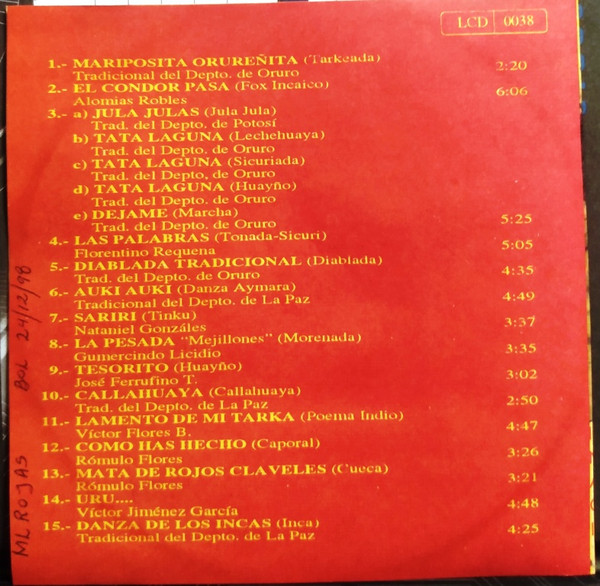 LCD 0038
1.- MARIPOSITA ORUREÑITA (Tarkeada) 2:20
Tradicional del Depto. de Oruro
2.- EL CONDOR PASA (Fox Incaico) 6:06
Alomias Robles
3.- a) JULA JULAS (Jula Jula)
Trad. del Depto. de Potosí
b) TATA LAGUNA (Lechehuaya)
Trad. del Depto. de Oruro
c) TATA LAGUNA (Sicuriada)
Trad. del Depto. de Oruro
d) TATA LAGUNA (Huayño)
Trad. del Depto. de Oruro
e) DEJAME (Marcha) 5:25
Trad. del Depto. de Oruro
4.- LAS PALABRAS (Tonada-Sicuri) 5:05
Florentino Requena
5.- DIABLADA TRADICIONAL (Diablada) 4:35
Trad. del Depto. de Oruro
6.- AUKI AUKI (Danza Aymara) 4:49
Tradicional del Depto. de La Paz
7.- SARIRI (Tinku) 3:37
Nataniel Gonzáles
8.- LA PESADA "Mejillones" (Morenada) 3:35
Gumercindo Licidio
9.- TESORITO (Huayño) 3:02
José Ferrufino T.
10.- CALLAHUAYA (Callahuaya) 2:50
Trad. del Depto. de La Paz
11.- LAMENTO DE MI TARKA (Poema Indio) 4:47
Víctor Flores B.
12.- COMO HAS HECHO (Caporal) 3:26
Rómulo Flores
13.- MATA DE ROJOS CLAVELES (Cueca) 3:21
Rómulo Flores
14.- URU.... 4:48
Víctor Jiménez García
15.- DANZA DE LOS INCAS (Inca) 4:25
Tradicional del Depto. de La Paz
ML ROJAS BOL 24/12/98